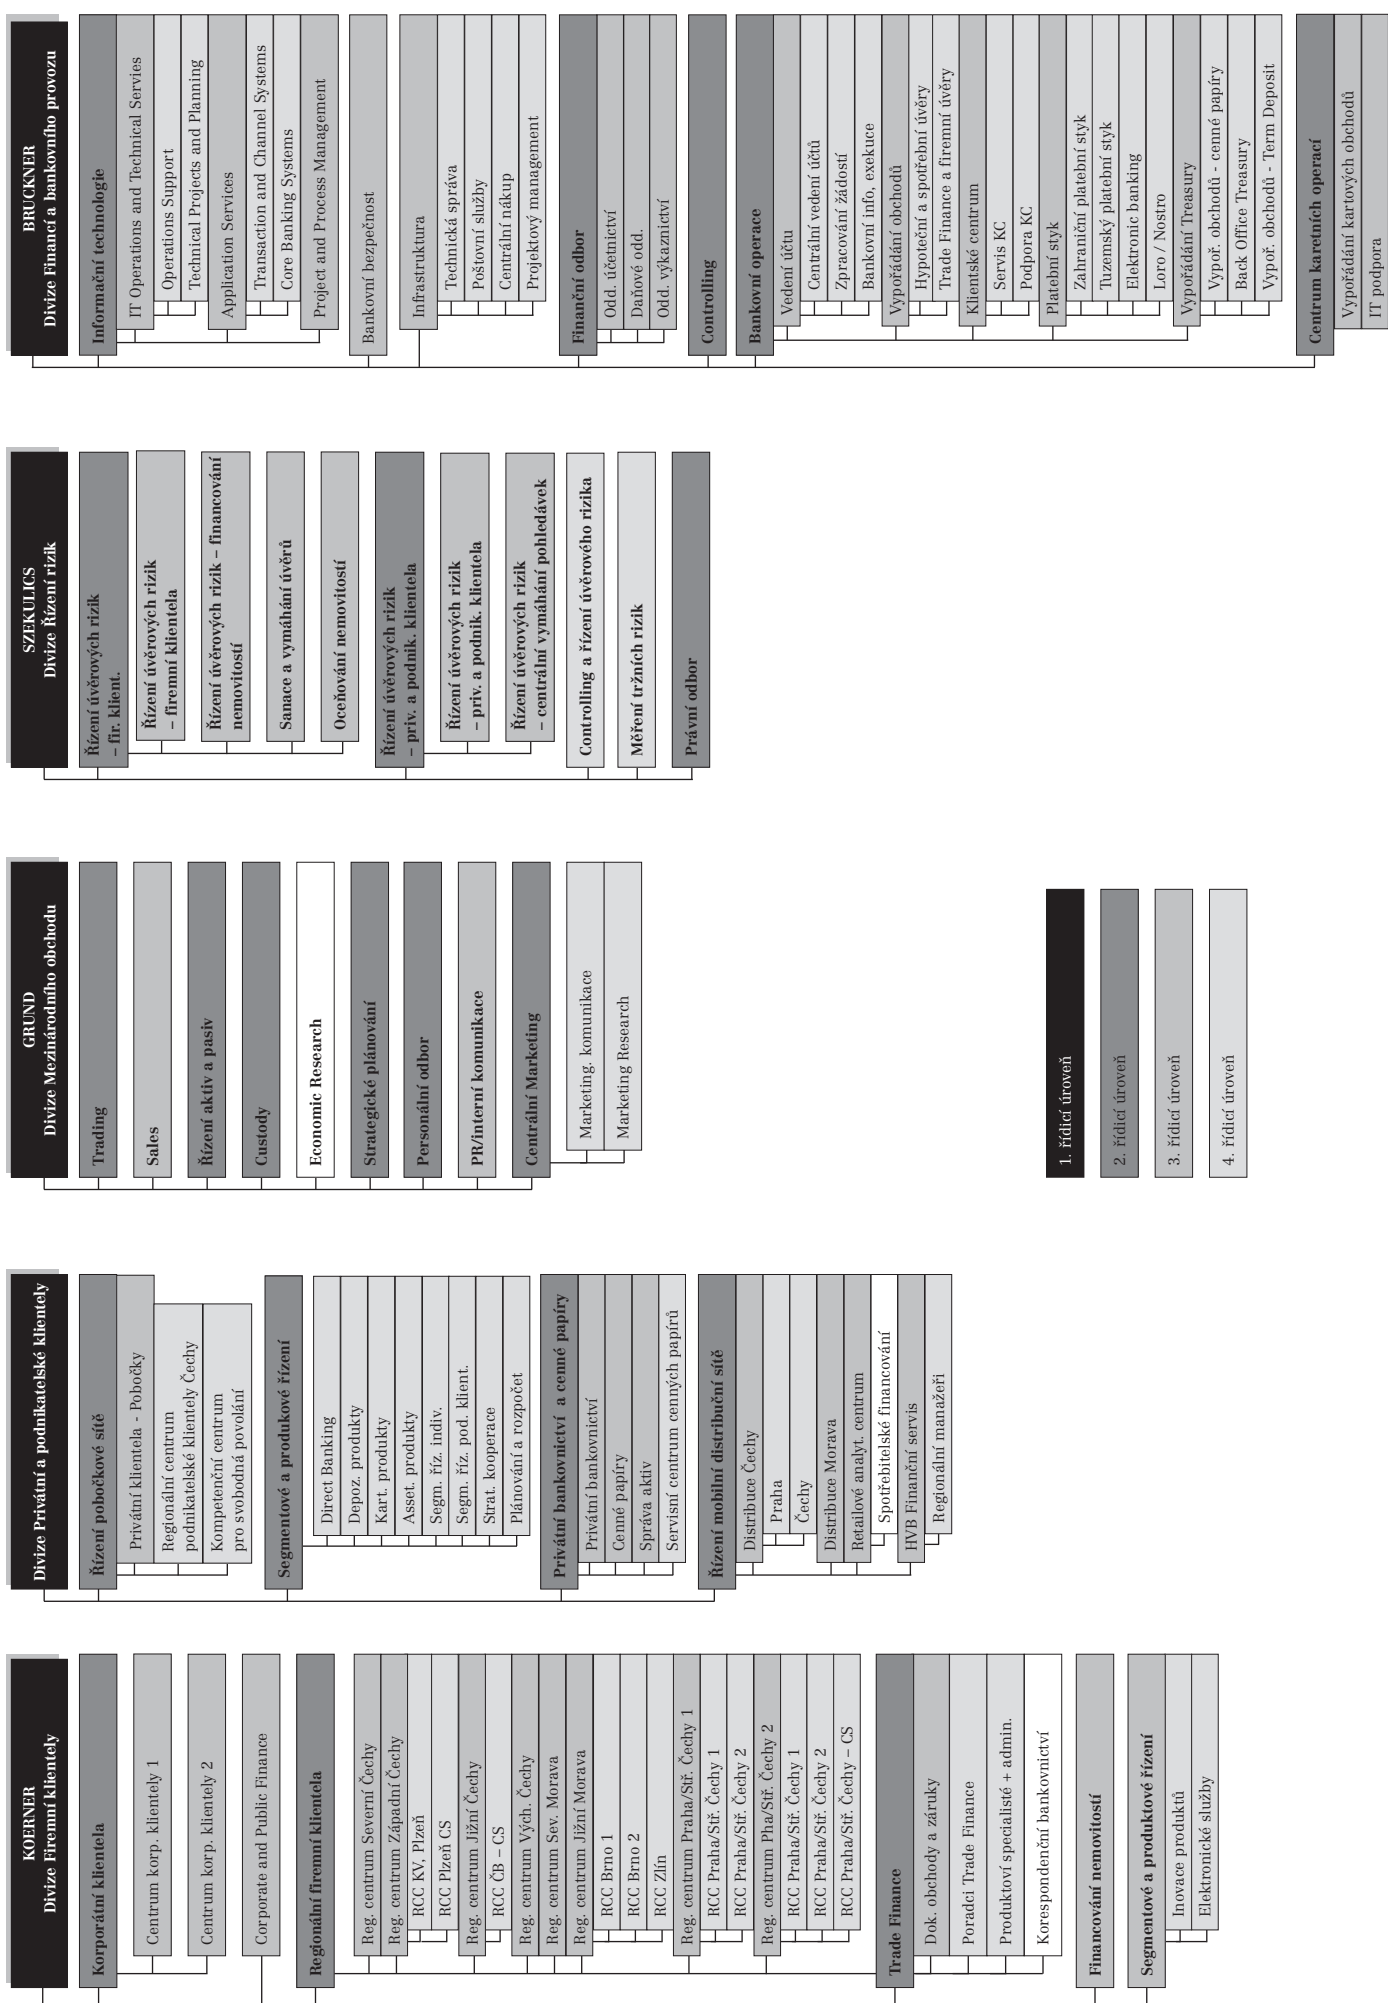 KOERNER
Divize Firemní klientely
Korporátní klientela
Centrum korp. klientely 1
Centrum korp. klientely 2
Corporate and Public Finance
Regionální firemní klientela
Reg. centrum Severní Čechy
Reg. centrum Západní Čechy
RCC KV, Plzeň
RCC Plzeň CS
Reg. centrum Jižní Čechy
RCC ČB – CS
Reg. centrum Vých. Čechy
Reg. centrum Sev. Morava
Reg. centrum Jižní Morava
RCC Brno 1
RCC Brno 2
RCC Zlín
Reg. centrum Praha/Stř. Čechy 1
RCC Praha/Stř. Čechy 1
RCC Praha/Stř. Čechy 2
Reg. centrum Pha/Stř. Čechy 2
RCC Praha/Stř. Čechy 1
RCC Praha/Stř. Čechy 2
RCC Praha/Stř. Čechy – CS
Trade Finance
Dok. obchody a záruky
Poradci Trade Finance
Produktoví specialisté + admin.
Korespondenční bankovnictví
Financování nemovitostí
Segmentové a produktové řízení
Inovace produktů
Elektronické služby
Divize Privátní a podnikatelské klientely
Řízení pobočkové sítě
Privátní klientela - Pobočky
Regionální centrum
podnikatelské klientely Čechy
Kompetenční centrum
pro svobodná povolání
Segmentové a produkové řízení
Direct Banking
Depoz. produkty
Kart. produkty
Asset. produkty
Segm. říz. indiv.
Segm. říz. pod. klient.
Strat. kooperace
Plánování a rozpočet
Privátní bankovnictví a cenné papíry
Privátní bankovnictví
Cenné papíry
Správa aktiv
Servisní centrum cenných papírů
Řízení mobilní distribuční sítě
Distribuce Čechy
Praha
Čechy
Distribuce Morava
Retailové analyt. centrum
Spotřebitelské financování
HVB Finanční servis
Regionální manažeři
GRUND
Divize Mezinárodního obchodu
Trading
Sales
Řízení aktiv a pasiv
Custody
Economic Research
Strategické plánování
Personální odbor
PR/interní komunikace
Centrální Marketing
Marketing. komunikace
Marketing Research
1. řídicí úroveň
2. řídicí úroveň
3. řídicí úroveň
4. řídicí úroveň
SZEKULICS
Divize Řízení rizik
Řízení úvěrových rizik
– fir. klient.
Řízení úvěrových rizik
– firemní klientela
Řízení úvěrových rizik – financování
nemovitostí
Sanace a vymáhání úvěrů
Oceňování nemovitostí
Řízení úvěrových rizik
– priv. a podnik. klientela
Řízení úvěrových rizik
– priv. a podnik. klientela
Řízení úvěrových rizik
– centrální vymáhání pohledávek
Controlling a řízení úvěrového rizika
Měření tržních rizik
Právní odbor
BRUCKNER
Divize Financí a bankovního provozu
Informační technologie
IT Operations and Technical Servies
Operations Support
Technical Projects and Planning
Application Services
Transaction and Channel Systems
Core Banking Systems
Project and Process Management
Bankovní bezpečnost
Infrastruktura
Technická správa
Poštovní služby
Centrální nákup
Projektový management
Finanční odbor
Odd. účetnictví
Daňové odd.
Odd. výkaznictví
Controlling
Bankovní operace
Vedení účtu
Centrální vedení účtů
Zpracování žádostí
Bankovní info, exekuce
Vypořádání obchodů
Hypoteční a spotřební úvěry
Trade Finance a firemní úvěry
Klientské centrum
Servis KC
Podpora KC
Platební styk
Zahraniční platební styk
Tuzemský platební styk
Elektronic banking
Loro / Nostro
Vypořádání Treasury
Vypoř. obchodů - cenné papíry
Back Office Treasury
Vypoř. obchodů - Term Deposit
Centrum karetních operací
Vypořádání kartových obchodů
IT podpora